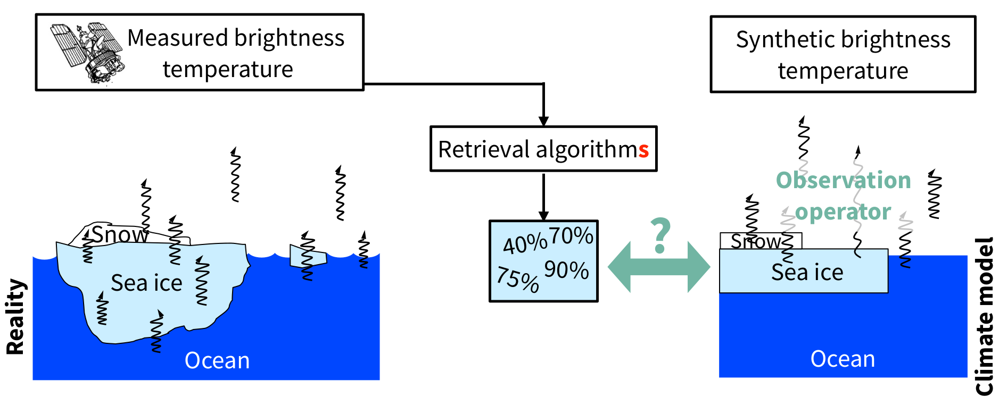 Measured brightness
temperature
Synthetic brightness
temperature
Retrieval algorithms
Observation
operator
?
40% 70%
75% 90%
Snow
Sea ice
Ocean
Reality
Snow
Sea ice
Ocean
Climate model